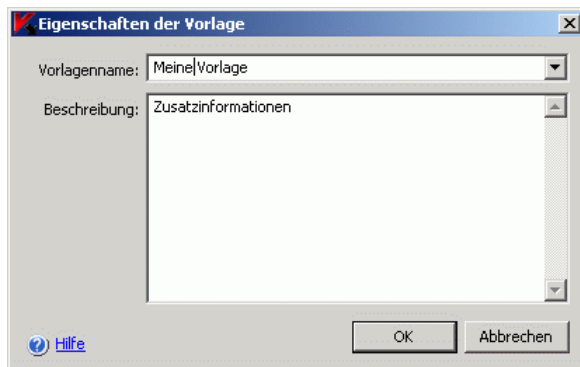 Eigenschaften der Vorlage
Vorlagenname: Meine Vorlage
Beschreibung: Zusatzinformationen
Hilfe OK Abbrechen